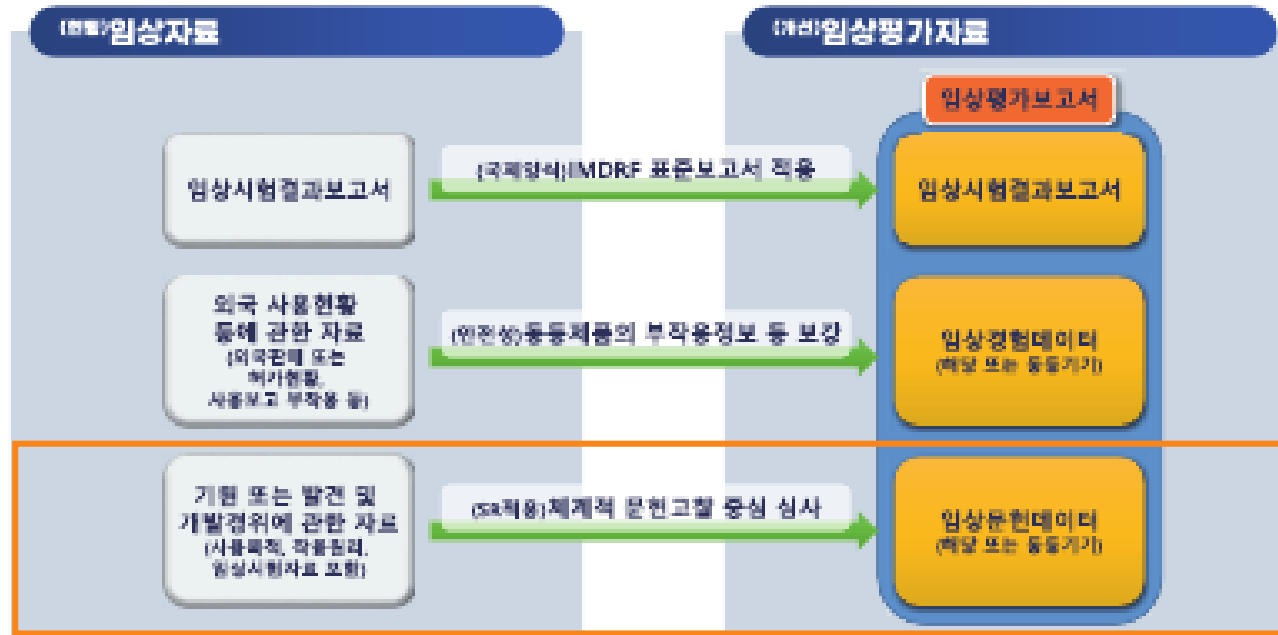 (현행)임상자료
(개선)임상평가자료
임상평가보고서
임상시험결과보고서
(국제양식)IMDRF 표준보고서 적용
임상시험결과보고서
외국 사용현황
등에 관한 자료
(외국판매 또는
허가현황,
사용보고 부작용 등)
(안전성)동등제품의 부작용정보 등 보강
임상경험데이터
(해당 또는 동등기기)
기원 또는 발견 및
개발경위에 관한 자료
(사용목적, 작용원리,
임상시험자료 포함)
(SR적용)체계적 문헌고찰 중심 심사
임상문헌데이터
(해당 또는 동등기기)